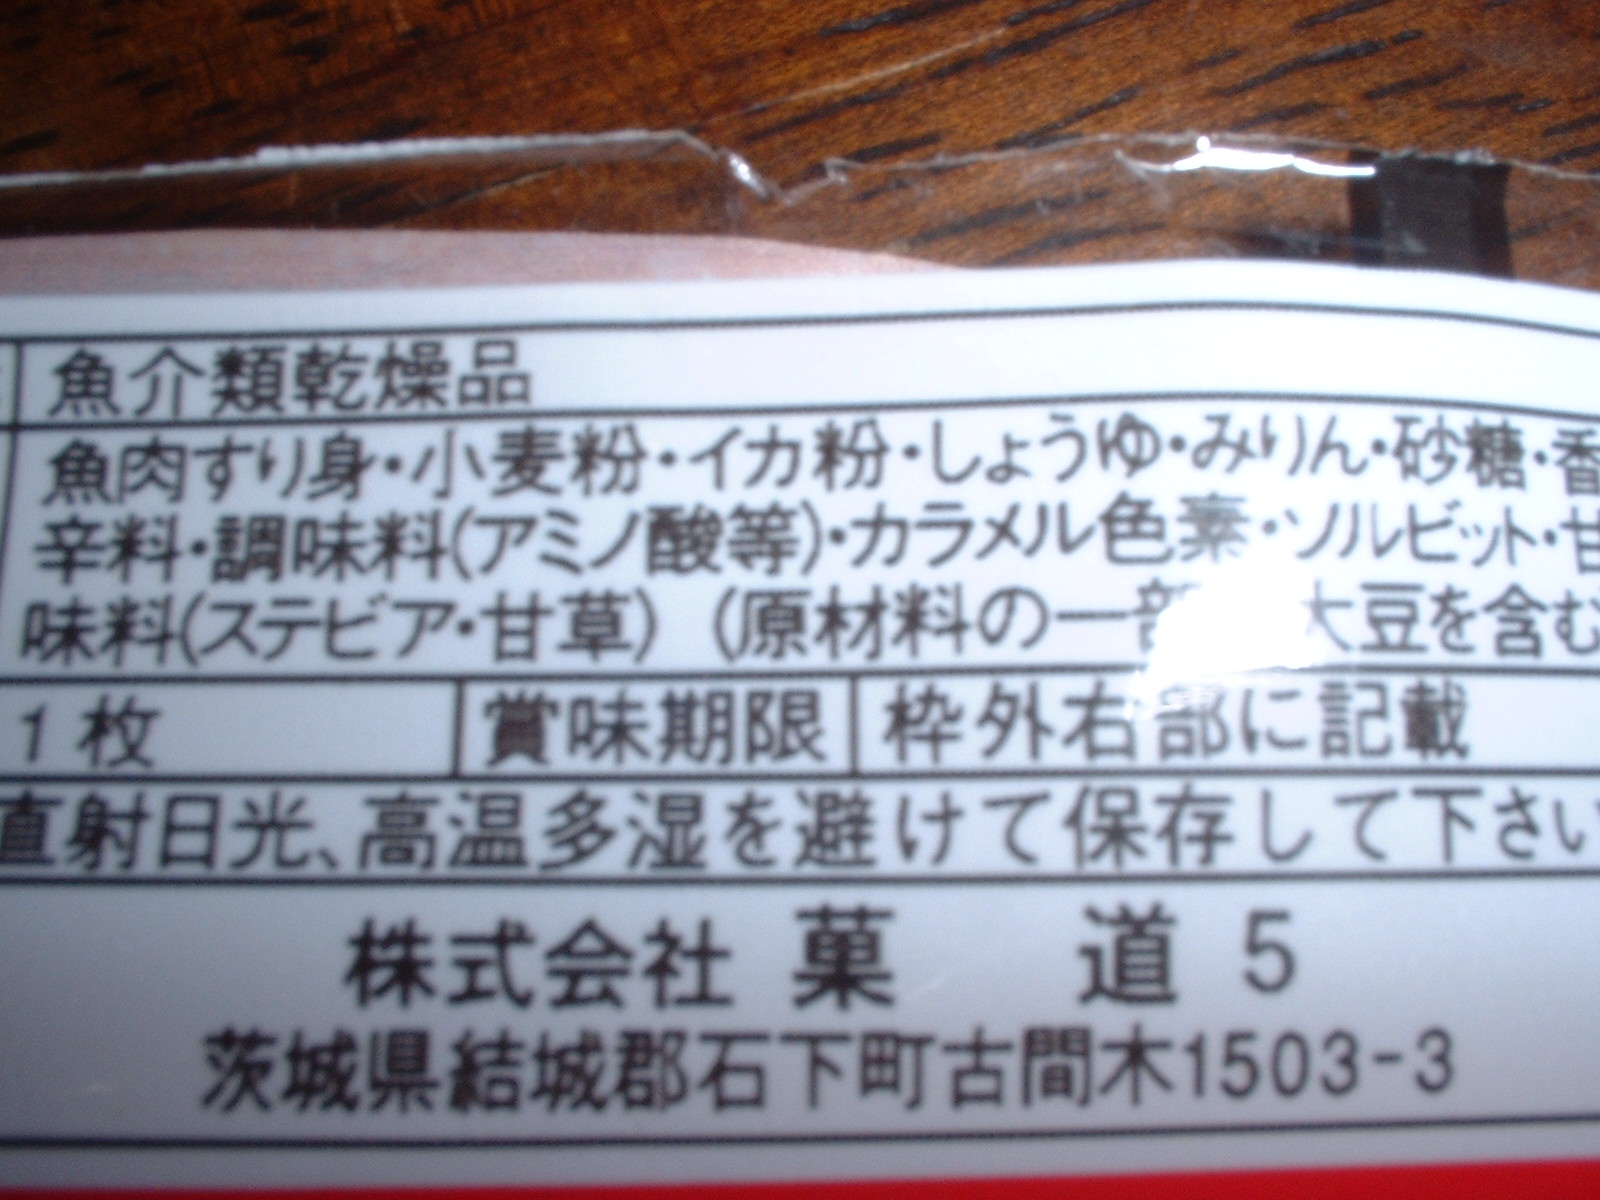 魚介類乾燥品
魚肉すり身・小麦粉・イカ粉・しょうゆ・みりん・砂糖・香
辛料・調味料(アミノ酸等)・カラメル色素・ソルビット・甘
味料(ステビア・甘草) (原材料の一部 大豆を含む
1枚 賞味期限 枠外右部に記載
直射日光、高温多湿を避けて保存して下さい
株式会社 菓 道 5
茨城県結城郡石下町古間木1503-3